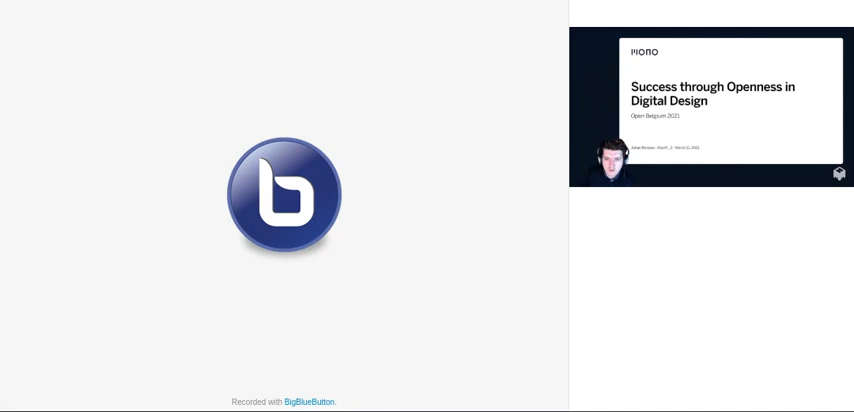 MONO
Success through Openness in
Digital Design
Open Belgium 2021
Recorded with BigBlueButton.